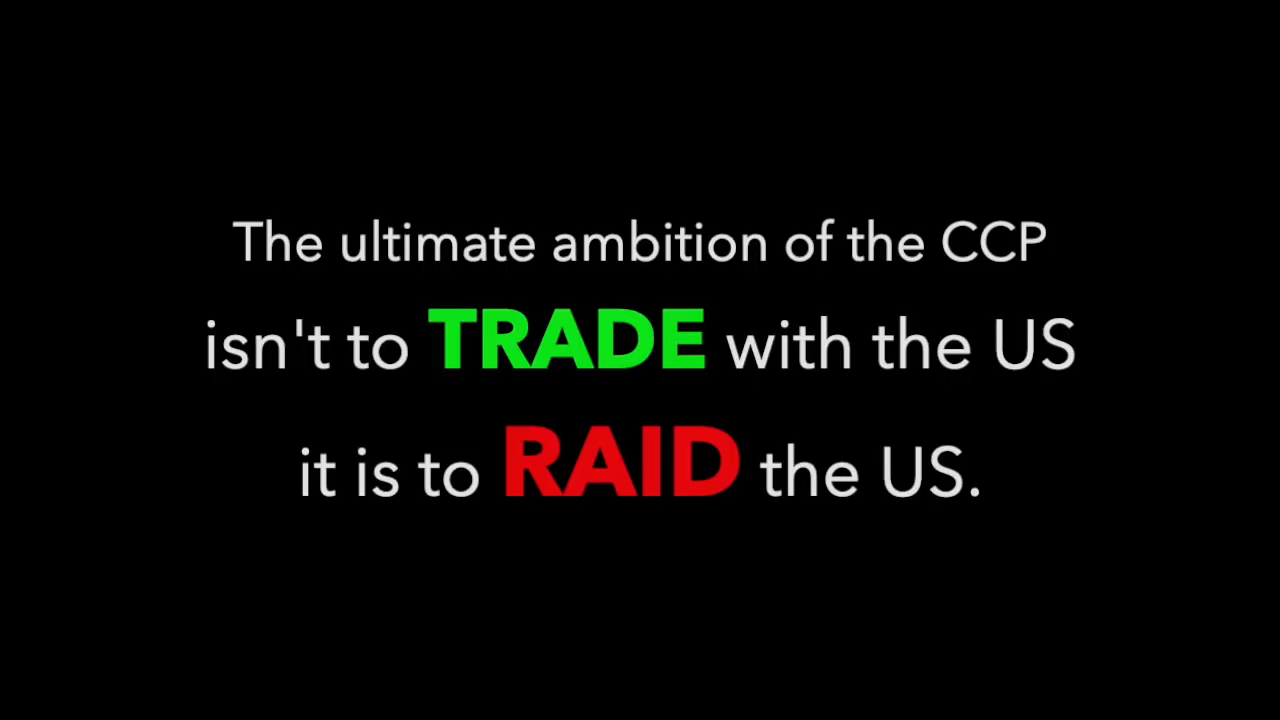 The ultimate ambition of the CCP
isn't to TRADE with the US
it is to RAID the US.